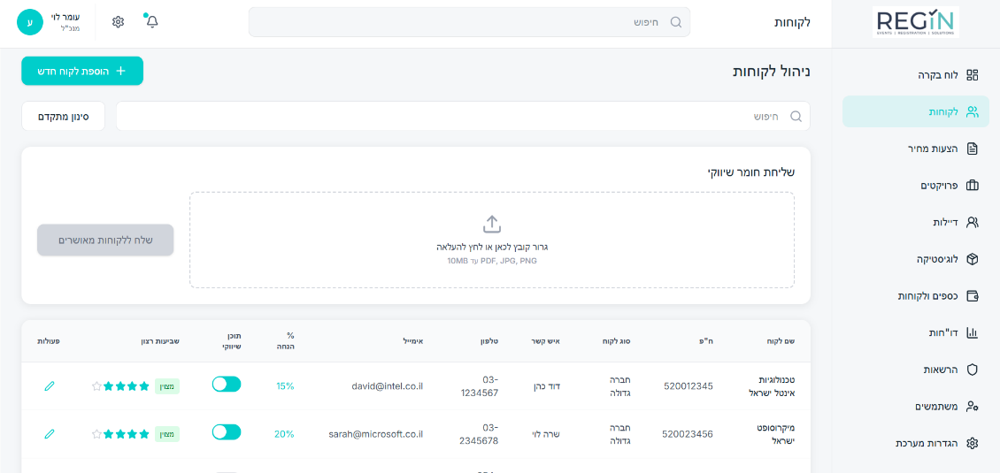 REGiN
EVENTS | REGISTRATION | SOLUTIONS
לוח בקרה
לקוחות
הצעות מחיר
פרויקטים
דיילות
לוגיסטיקה
כספים ולקוחות
דו"חות
הרשאות
משתמשים
הגדרות מערכת
לקוחות
חיפוש
עומר לוי
מנכ"ל
ע
ניהול לקוחות
הוספת לקוח חדש
חיפוש
סינון מתקדם
שליחת חומר שיווקי
גרור קובץ לכאן או לחץ להעלאה
PDF, JPG, PNG עד 10MB
שלח ללקוחות מאושרים
שם לקוח
ח"פ
סוג לקוח
איש קשר
טלפון
אימייל
%
הנחה
תוכן
שיווקי
שביעות רצון
פעולות
טכנולוגיות
אינטל ישראל
520012345
חברה
גדולה
דוד כהן
03-
1234567
david@intel.co.il
15%
מצוין
מיקרוסופט
ישראל
520023456
חברה
גדולה
שרה לוי
03-
2345678
sarah@microsoft.co.il
20%
מצוין